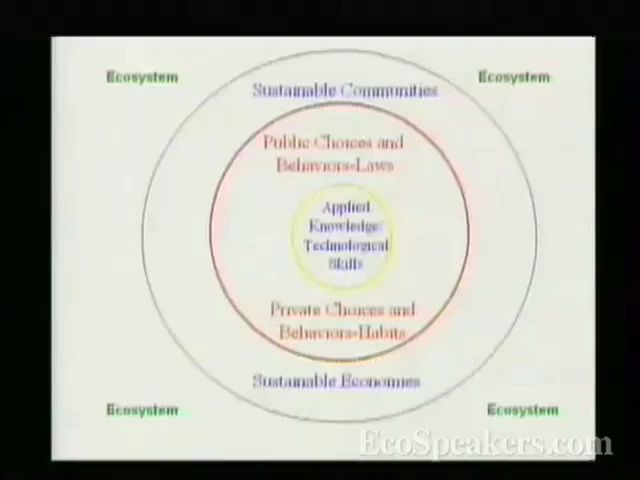 Ecosystem Ecosystem
Sustainable Communities
Public Choices and
Behaviors-Laws
Applied
Knowledge:
Technological
Skills
Private Choices and
Behaviors-Habits
Sustainable Economies
Ecosystem Ecosystem
EcoSpeakers.com